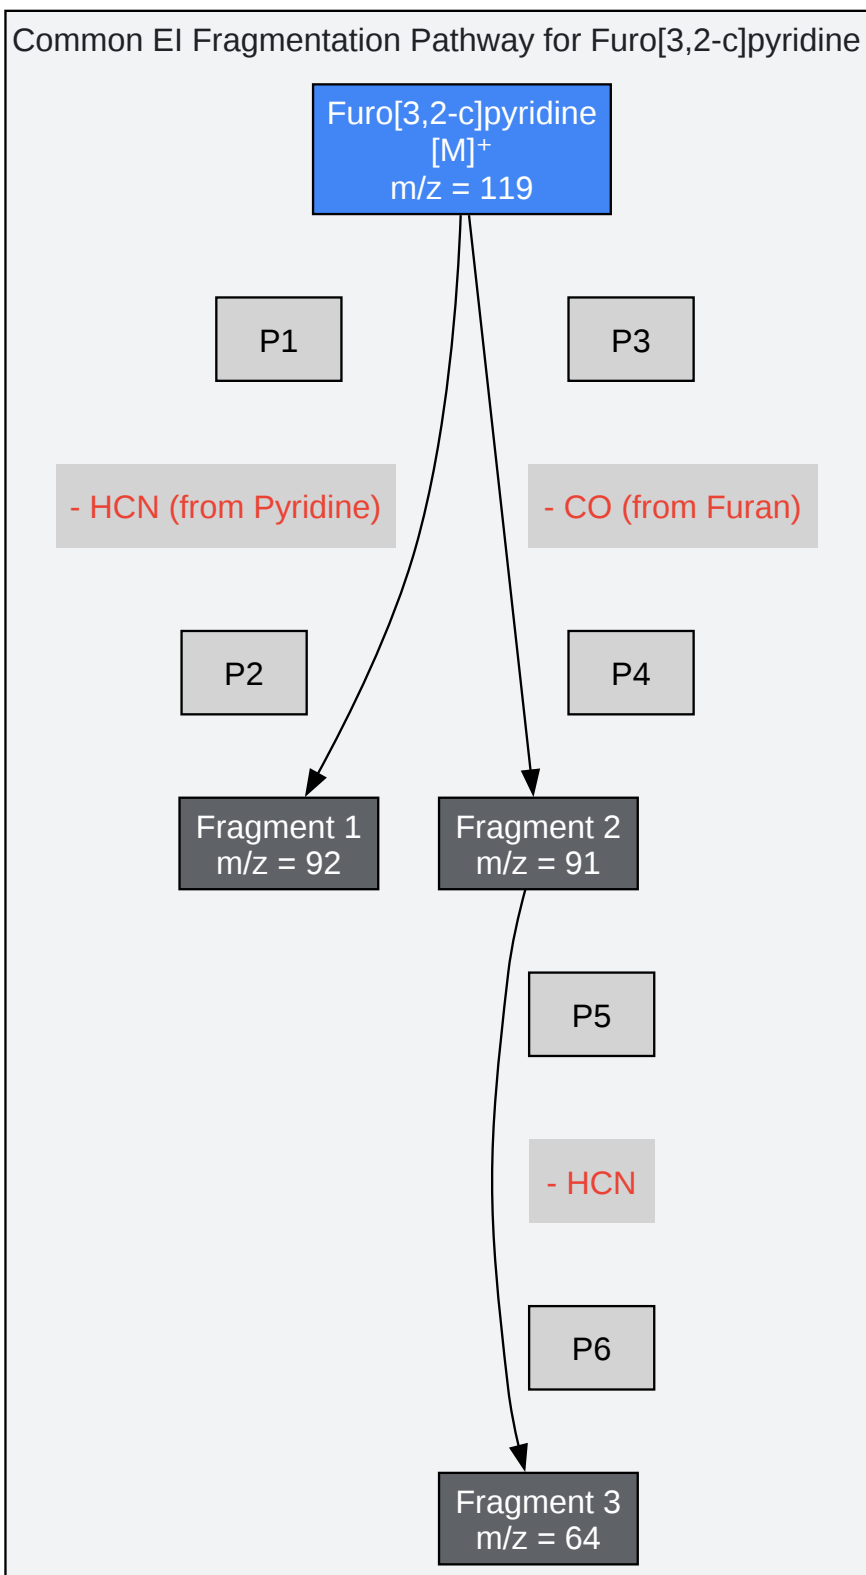 Common EI Fragmentation Pathway for Furo[3,2-c]pyridine
Furo[3,2-c]pyridine
[M]⁺
m/z = 119
P1
P3
- HCN (from Pyridine)
- CO (from Furan)
P2
P4
Fragment 1
m/z = 92
Fragment 2
m/z = 91
P5
- HCN
P6
Fragment 3
m/z = 64